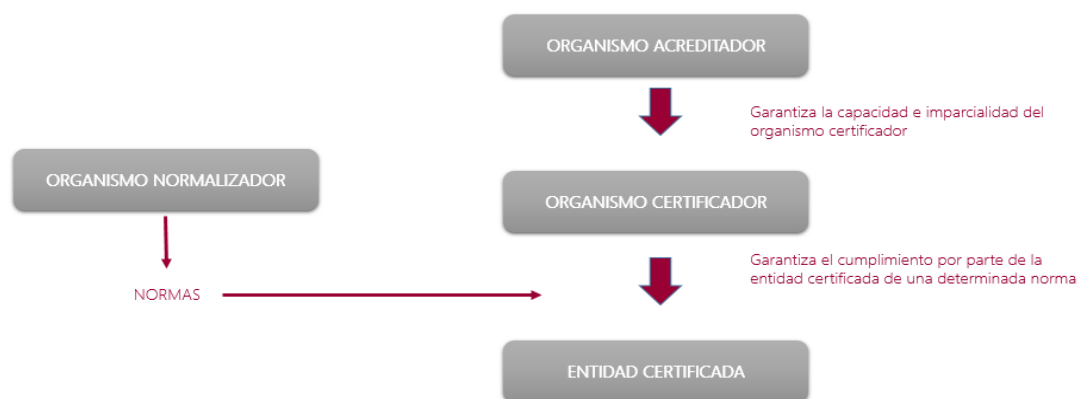 ORGANISMO ACREDITADOR
Garantiza la capacidad e imparcialidad del
organismo certificador
ORGANISMO NORMALIZADOR
ORGANISMO CERTIFICADOR
Garantiza el cumplimiento por parte de la
entidad certificada de una determinada norma
NORMAS
ENTIDAD CERTIFICADA